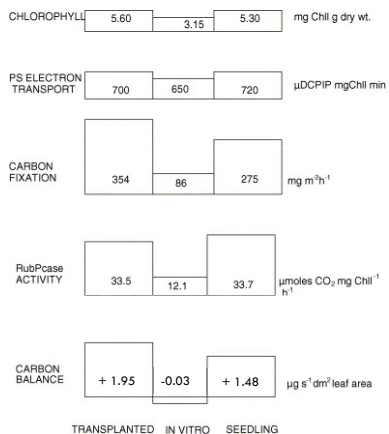 CHLOROPHYLL 5.60 3.15 5.30 mg Chll g dry wt.
PS ELECTRON
TRANSPORT 700 650 720 µDCPIP mgChll min
CARBON
FIXATION 354 86 275 mg m⁻²h⁻¹
RubPcase
ACTIVITY 33.5 12.1 33.7 µmoles CO₂ mg Chll⁻¹
h⁻¹
CARBON
BALANCE + 1.95 -0.03 + 1.48 µg s⁻¹dm² leaf area
TRANSPLANTED IN VITRO SEEDLING